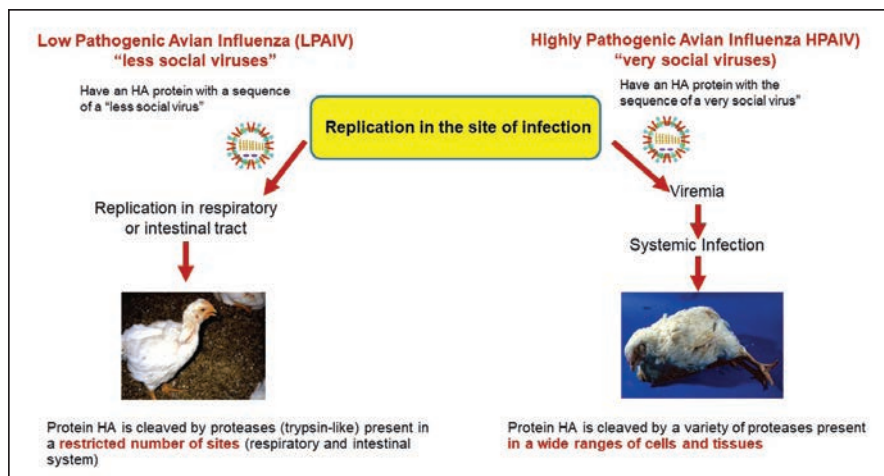 Low Pathogenic Avian Influenza (LPAIV)
“less social viruses”
Have an HA protein with a sequence
of a “less social virus”
Highly Pathogenic Avian Influenza HPAIV)
“very social viruses)
Have an HA protein with the
sequence of a very social virus”
Replication in the site of infection
Replication in respiratory
or intestinal tract
Viremia
Systemic Infection
Protein HA is cleaved by proteases (trypsin-like) present in
a restricted number of sites (respiratory and intestinal
system)
Protein HA is cleaved by a variety of proteases present
in a wide ranges of cells and tissues